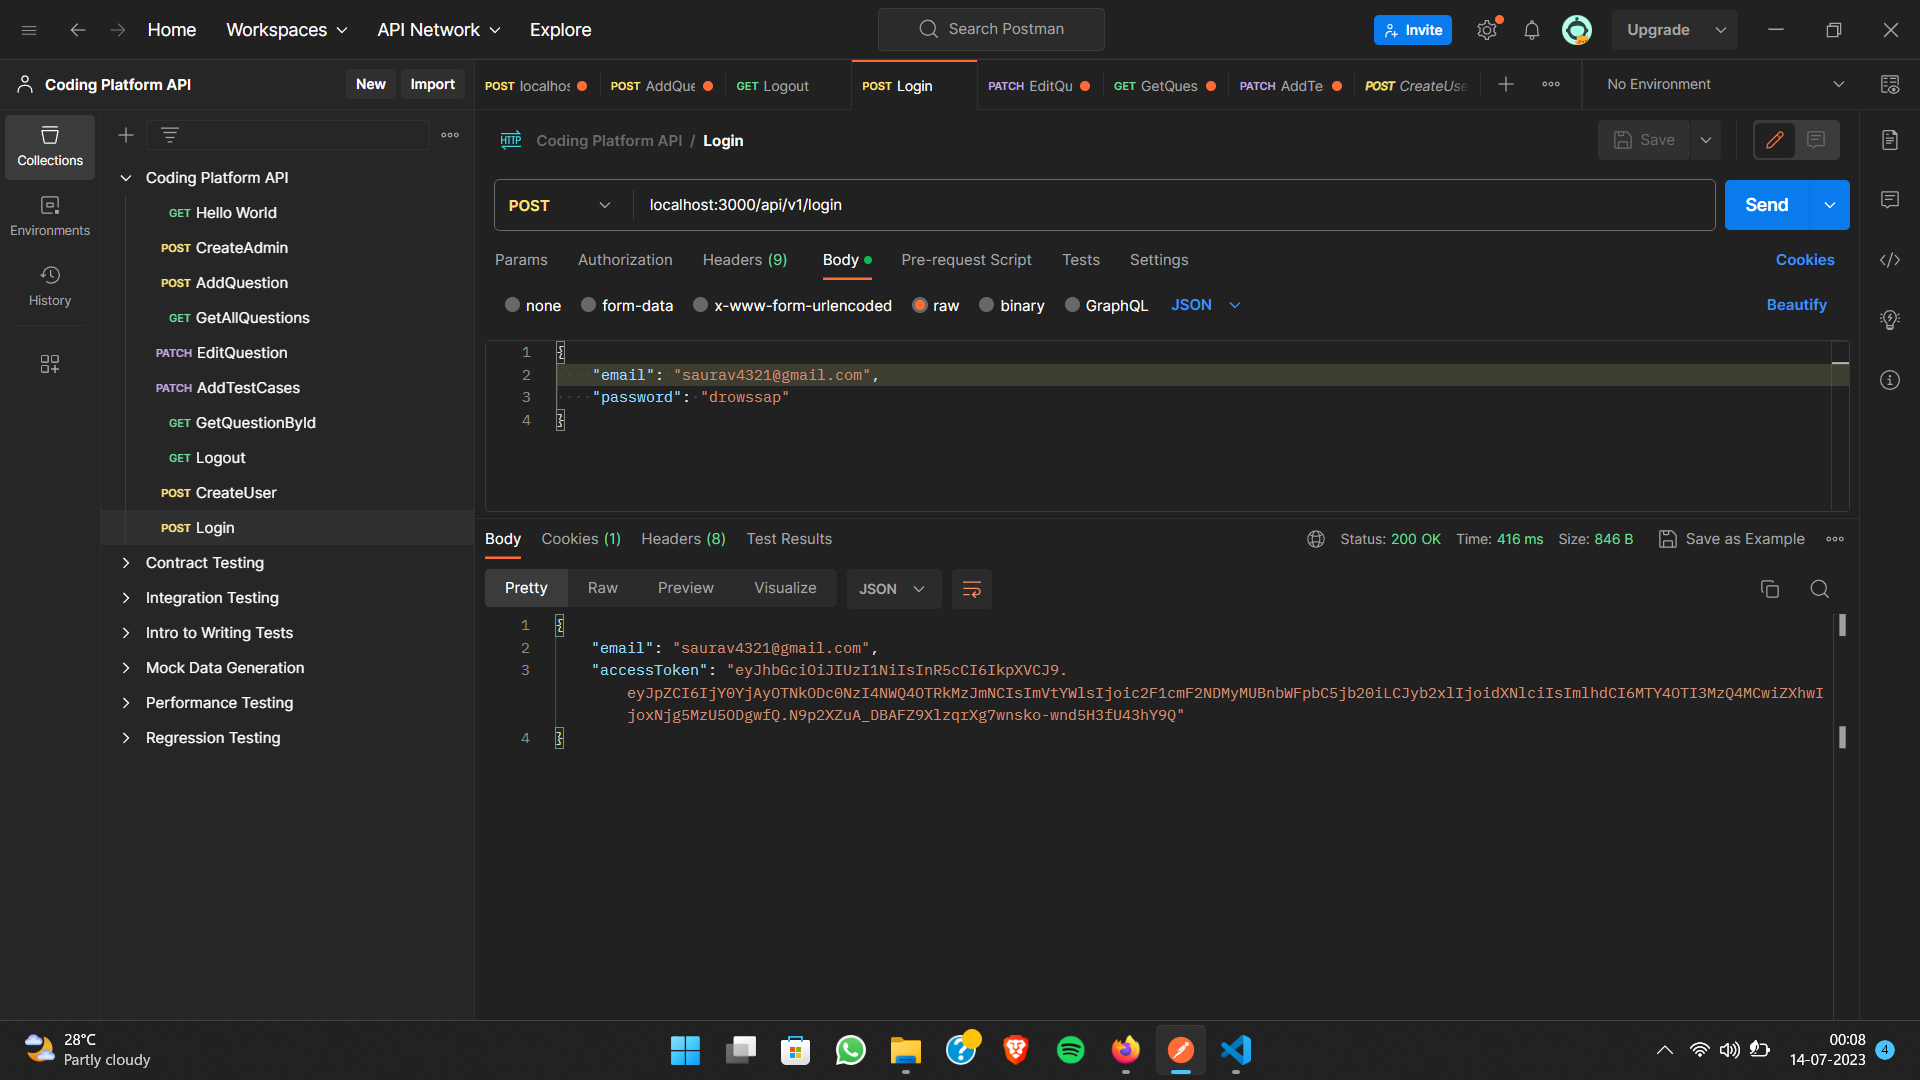 Home
Workspaces
API Network
Explore
Search Postman
Invite
Upgrade
Coding Platform API
New
Import
POST localhos
POST AddQue
GET Logout
POST Login
PATCH EditQu
GET GetQues
PATCH AddTe
POST CreateUse
No Environment
Collections
Environments
History
Coding Platform API
GET Hello World
POST CreateAdmin
POST AddQuestion
GET GetAllQuestions
PATCH EditQuestion
PATCH AddTestCases
GET GetQuestionById
GET Logout
POST CreateUser
POST Login
Contract Testing
Integration Testing
Intro to Writing Tests
Mock Data Generation
Performance Testing
Regression Testing
HTTP Coding Platform API / Login
Save
POST localhost:3000/api/v1/login
Send
Params Authorization Headers (9) Body Pre-request Script Tests Settings
Cookies
none form-data x-www-form-urlencoded raw binary GraphQL JSON
Beautify
1 {
2 "email": "saurav4321@gmail.com",
3 "password": "drowssap"
4 }
Body Cookies (1) Headers (8) Test Results
Status: 200 OK Time: 416 ms Size: 846 B Save as Example
Pretty Raw Preview Visualize JSON
1 {
2 "email": "saurav4321@gmail.com",
3 "accessToken": "eyJhbGciOiJIUzI1NiIsInR5cCI6IkpXVCJ9.
eyJpZCI6IjY0YjAyOTNkODc0NzI4NWQ4OTRkMzJmNCIsImVtYWlsIjoic2F1cmF2NDMyMUBnbWFpbC5jb20iLCJyb2xlIjoidXNlciIsImlhdCI6MTY4OTI3MzQ4MCwiZXhwI
joxNjg5MzU5ODgwfQ.N9p2XZuA_DBAFZ9XlzqrXg7wnsko-wnd5H3fU43hY9Q"
4 }
28°C
Partly cloudy
00:08
14-07-2023
4